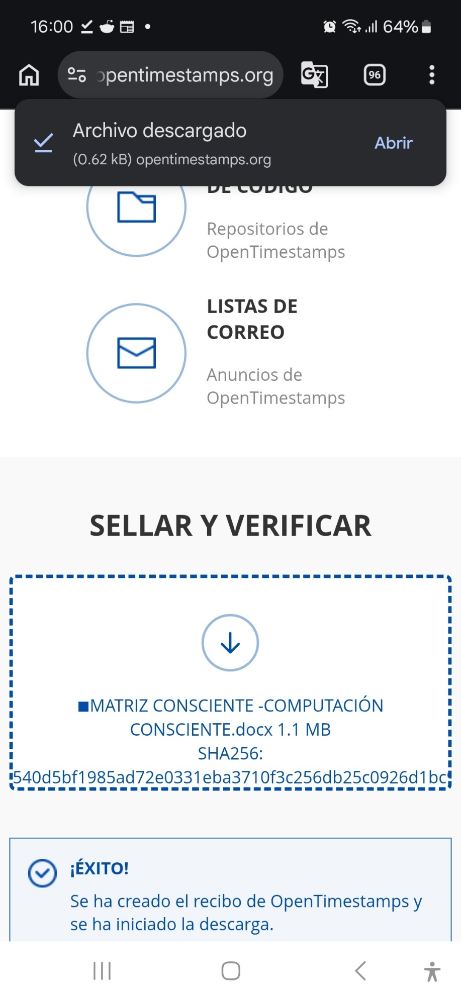 16:00
64%
opentimestamps.org
96
Archivo descargado
(0.62 kB) opentimestamps.org
Abrir
DE CÓDIGO
Repositorios de
OpenTimestamps
LISTAS DE
CORREO
Anuncios de
OpenTimestamps
SELLAR Y VERIFICAR
■MATRIZ CONSCIENTE -COMPUTACIÓN
CONSCIENTE.docx 1.1 MB
SHA256:
540d5bf1985ad72e0331eba3710f3c256db25c0926d1bc
¡ÉXITO!
Se ha creado el recibo de OpenTimestamps y
se ha iniciado la descarga.